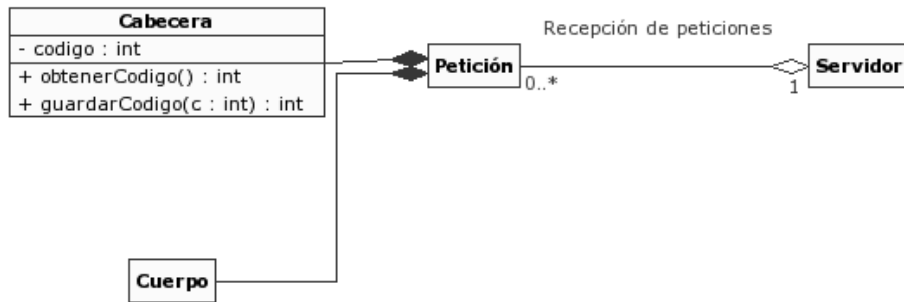 Cabecera
- codigo : int
+ obtenerCodigo() : int
+ guardarCodigo(c : int) : int
Recepción de peticiones
Petición
0..*
1
Servidor
Cuerpo